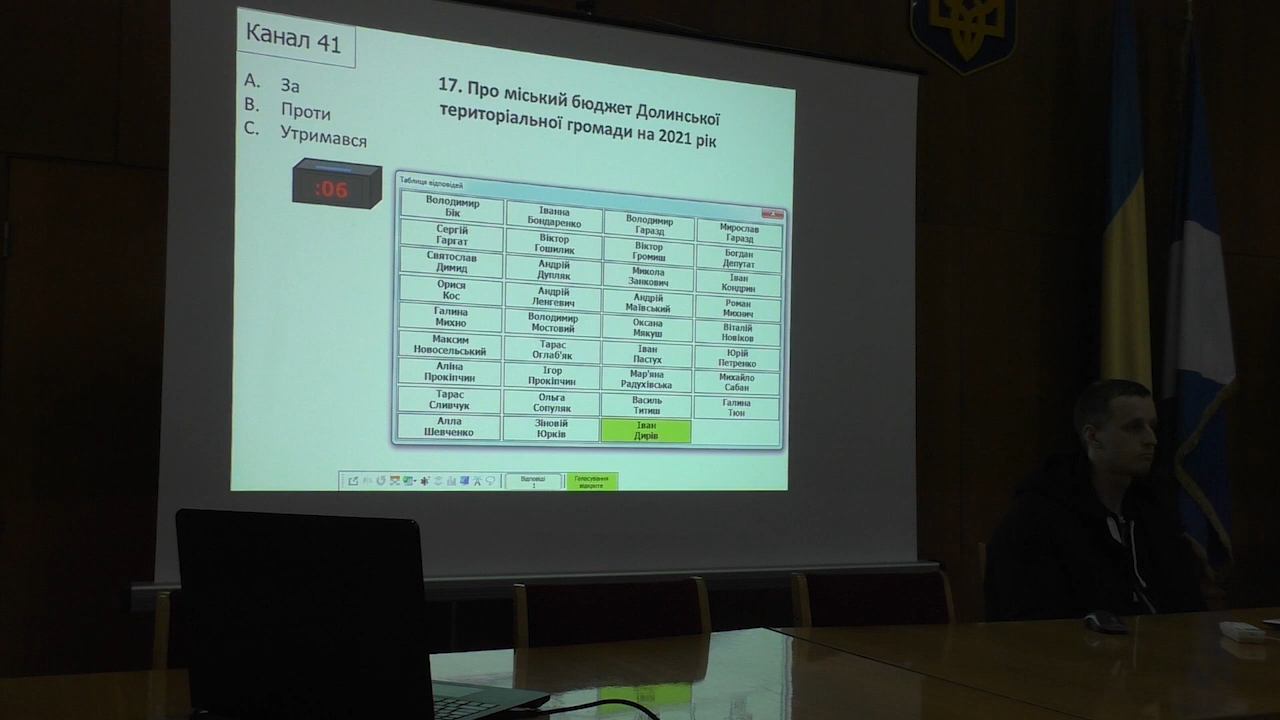 Канал 41
A. За
B. Проти
C. Утримався
17. Про міський бюджет Долинської
територіальної громади на 2021 рік
:06
Таблиця відповідей
Володимир
Бік
Іванна
Бондаренко
Володимир
Гаразд
Мирослав
Гаразд
Сергій
Гаргат
Віктор
Гошилик
Віктор
Громиш
Богдан
Депутат
Святослав
Димид
Андрій
Дупляк
Микола
Занкович
Іван
Кондрин
Орися
Кос
Андрій
Ленгевич
Андрій
Маївський
Роман
Михнич
Галина
Михно
Володимир
Мостовий
Оксана
Мякуш
Віталій
Новіков
Максим
Новосельський
Тарас
Оглаб'як
Іван
Пастух
Юрій
Петренко
Аліна
Прокіпчин
Ігор
Прокіпчин
Мар'яна
Радухівська
Михайло
Сабан
Тарас
Сливчук
Ольга
Сопуляк
Василь
Титиш
Галина
Тюн
Алла
Шевченко
Зіновій
Юрків
Іван
Дирів
Відповіді
1
Голосування
відкрите